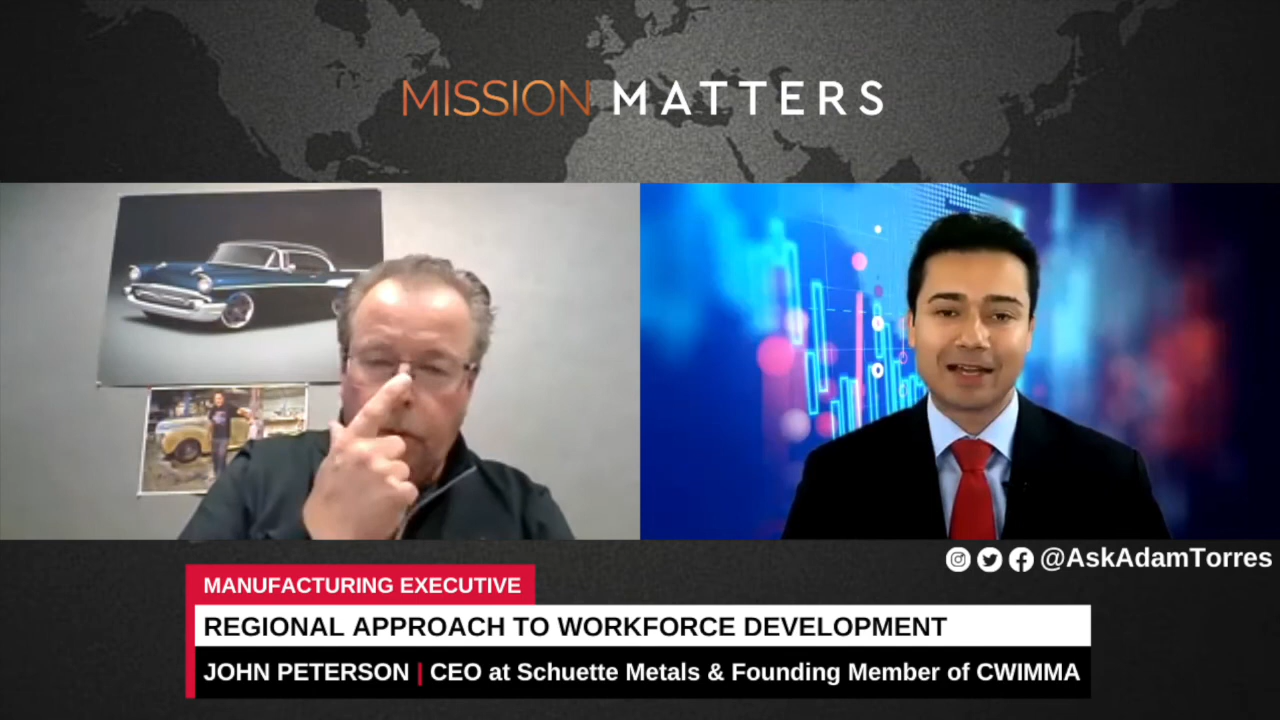 MISSION MATTERS
@AskAdamTorres
MANUFACTURING EXECUTIVE
REGIONAL APPROACH TO WORKFORCE DEVELOPMENT
JOHN PETERSON | CEO at Schuette Metals & Founding Member of CWIMMA